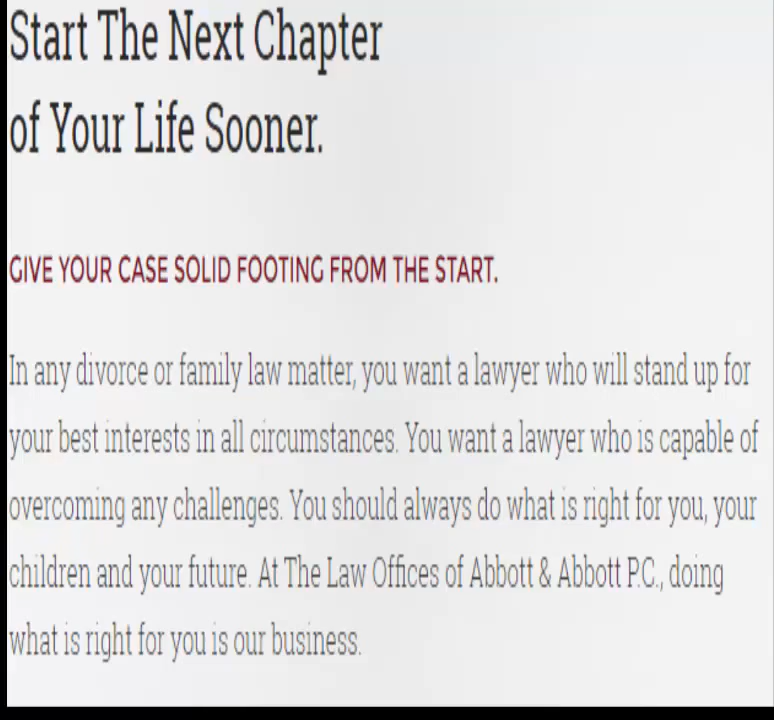 Start The Next Chapter
of Your Life Sooner.
GIVE YOUR CASE SOLID FOOTING FROM THE START.
In any divorce or family law matter, you want a lawyer who will stand up for
your best interests in all circumstances. You want a lawyer who is capable of
overcoming any challenges. You should always do what is right for you, your
children and your future. At The Law Offices of Abbott & Abbott P.C., doing
what is right for you is our business.